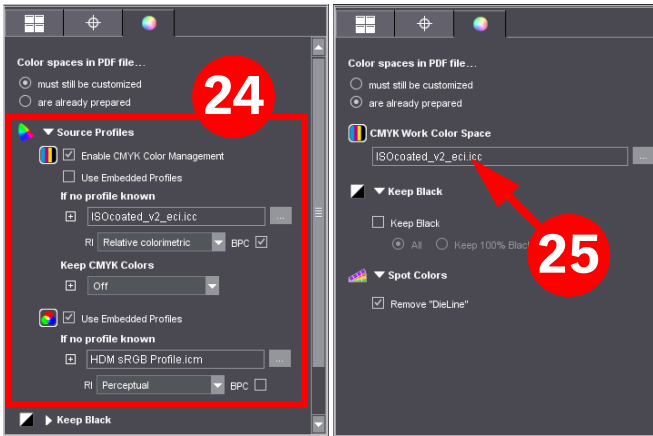 Color spaces in PDF file...
must still be customized
are already prepared
24
Source Profiles
Enable CMYK Color Management
Use Embedded Profiles
If no profile known
ISOcoated_v2_eci.icc
...
RI Relative colorimetric BPC
Keep CMYK Colors
Off
Use Embedded Profiles
If no profile known
HDM sRGB Profile.icm
...
RI Perceptual BPC
Keep Black
Color spaces in PDF file...
must still be customized
are already prepared
CMYK Work Color Space
ISOcoated_v2_eci.icc
...
Keep Black
Keep Black
All Keep 100% Blac
25
Spot Colors
Remove "DieLine"